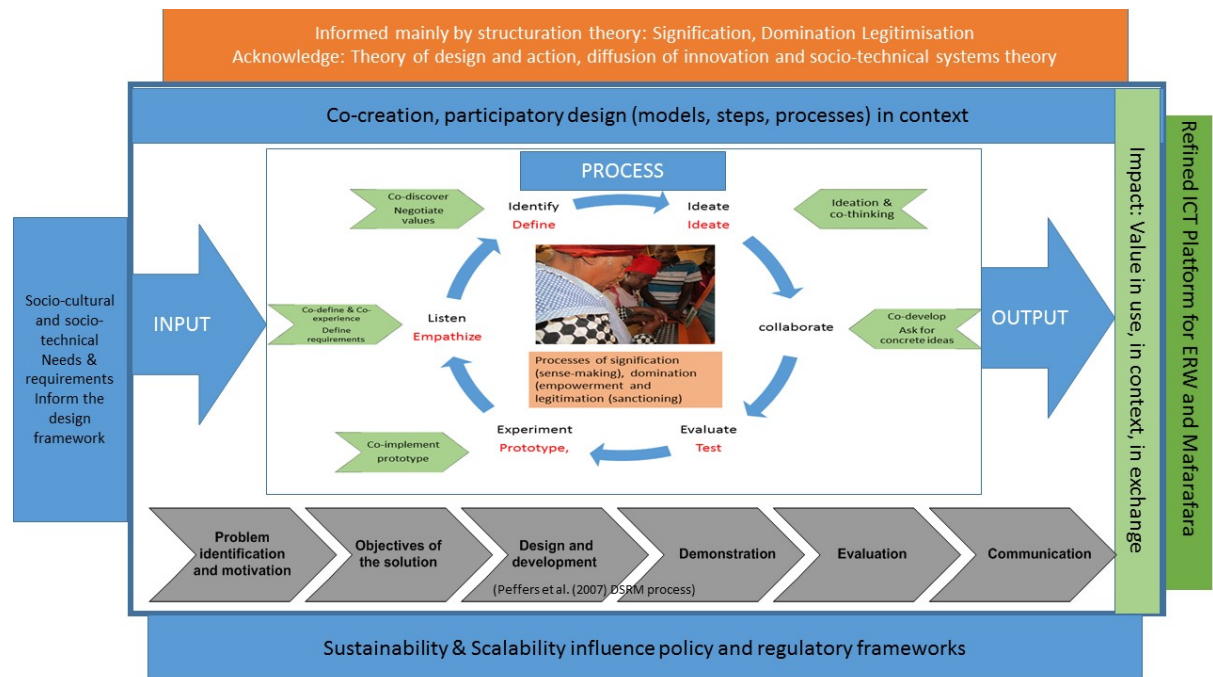 Informed mainly by structuration theory: Signification, Domination Legitimisation
Acknowledge: Theory of design and action, diffusion of innovation and socio-technical systems theory
Co-creation, participatory design (models, steps, processes) in context
Socio-cultural
and socio-
technical
Needs &
requirements
Inform the
design
framework
INPUT
PROCESS
Co-discover
Negotiate
values
Identify
Define
Ideate
Ideate
Ideation &
co-thinking
Co-define & Co-
experience
Define
requirements
Listen
Empathize
collaborate
Co-develop
Ask for
concrete ideas
Processes of signification
(sense-making), domination
(empowerment and
legitimation (sanctioning)
Co-implement
prototype
Experiment
Prototype,
Evaluate
Test
OUTPUT
Impact: Value in use, in context, in exchange
Refined ICT Platform for ERW and Mafarafara
Problem
identification
and motivation
Objectives of
the solution
Design and
development
Demonstration
Evaluation
Communication
(Peffers et al. (2007) DSRM process)
Sustainability & Scalability influence policy and regulatory frameworks